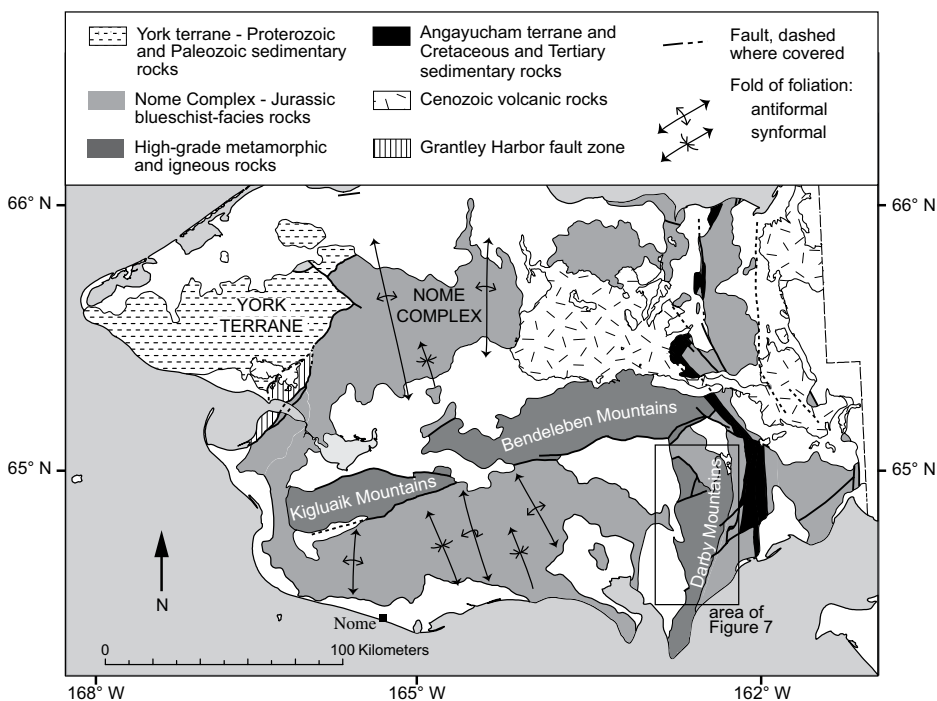 York terrane - Proterozoic
and Paleozoic sedimentary
rocks
Nome Complex - Jurassic
blueschist-facies rocks
High-grade metamorphic
and igneous rocks
Angayucham terrane and
Cretaceous and Tertiary
sedimentary rocks
Cenozoic volcanic rocks
Grantley Harbor fault zone
Fault, dashed
where covered
Fold of foliation:
antiformal
synformal
66° N
66° N
YORK
TERRANE
NOME
COMPLEX
Bendeleben Mountains
65° N
65° N
Kigluaik Mountains
Darby Mountains
N
Nome
area of
Figure 7
0
100 Kilometers
168° W
165° W
162° W